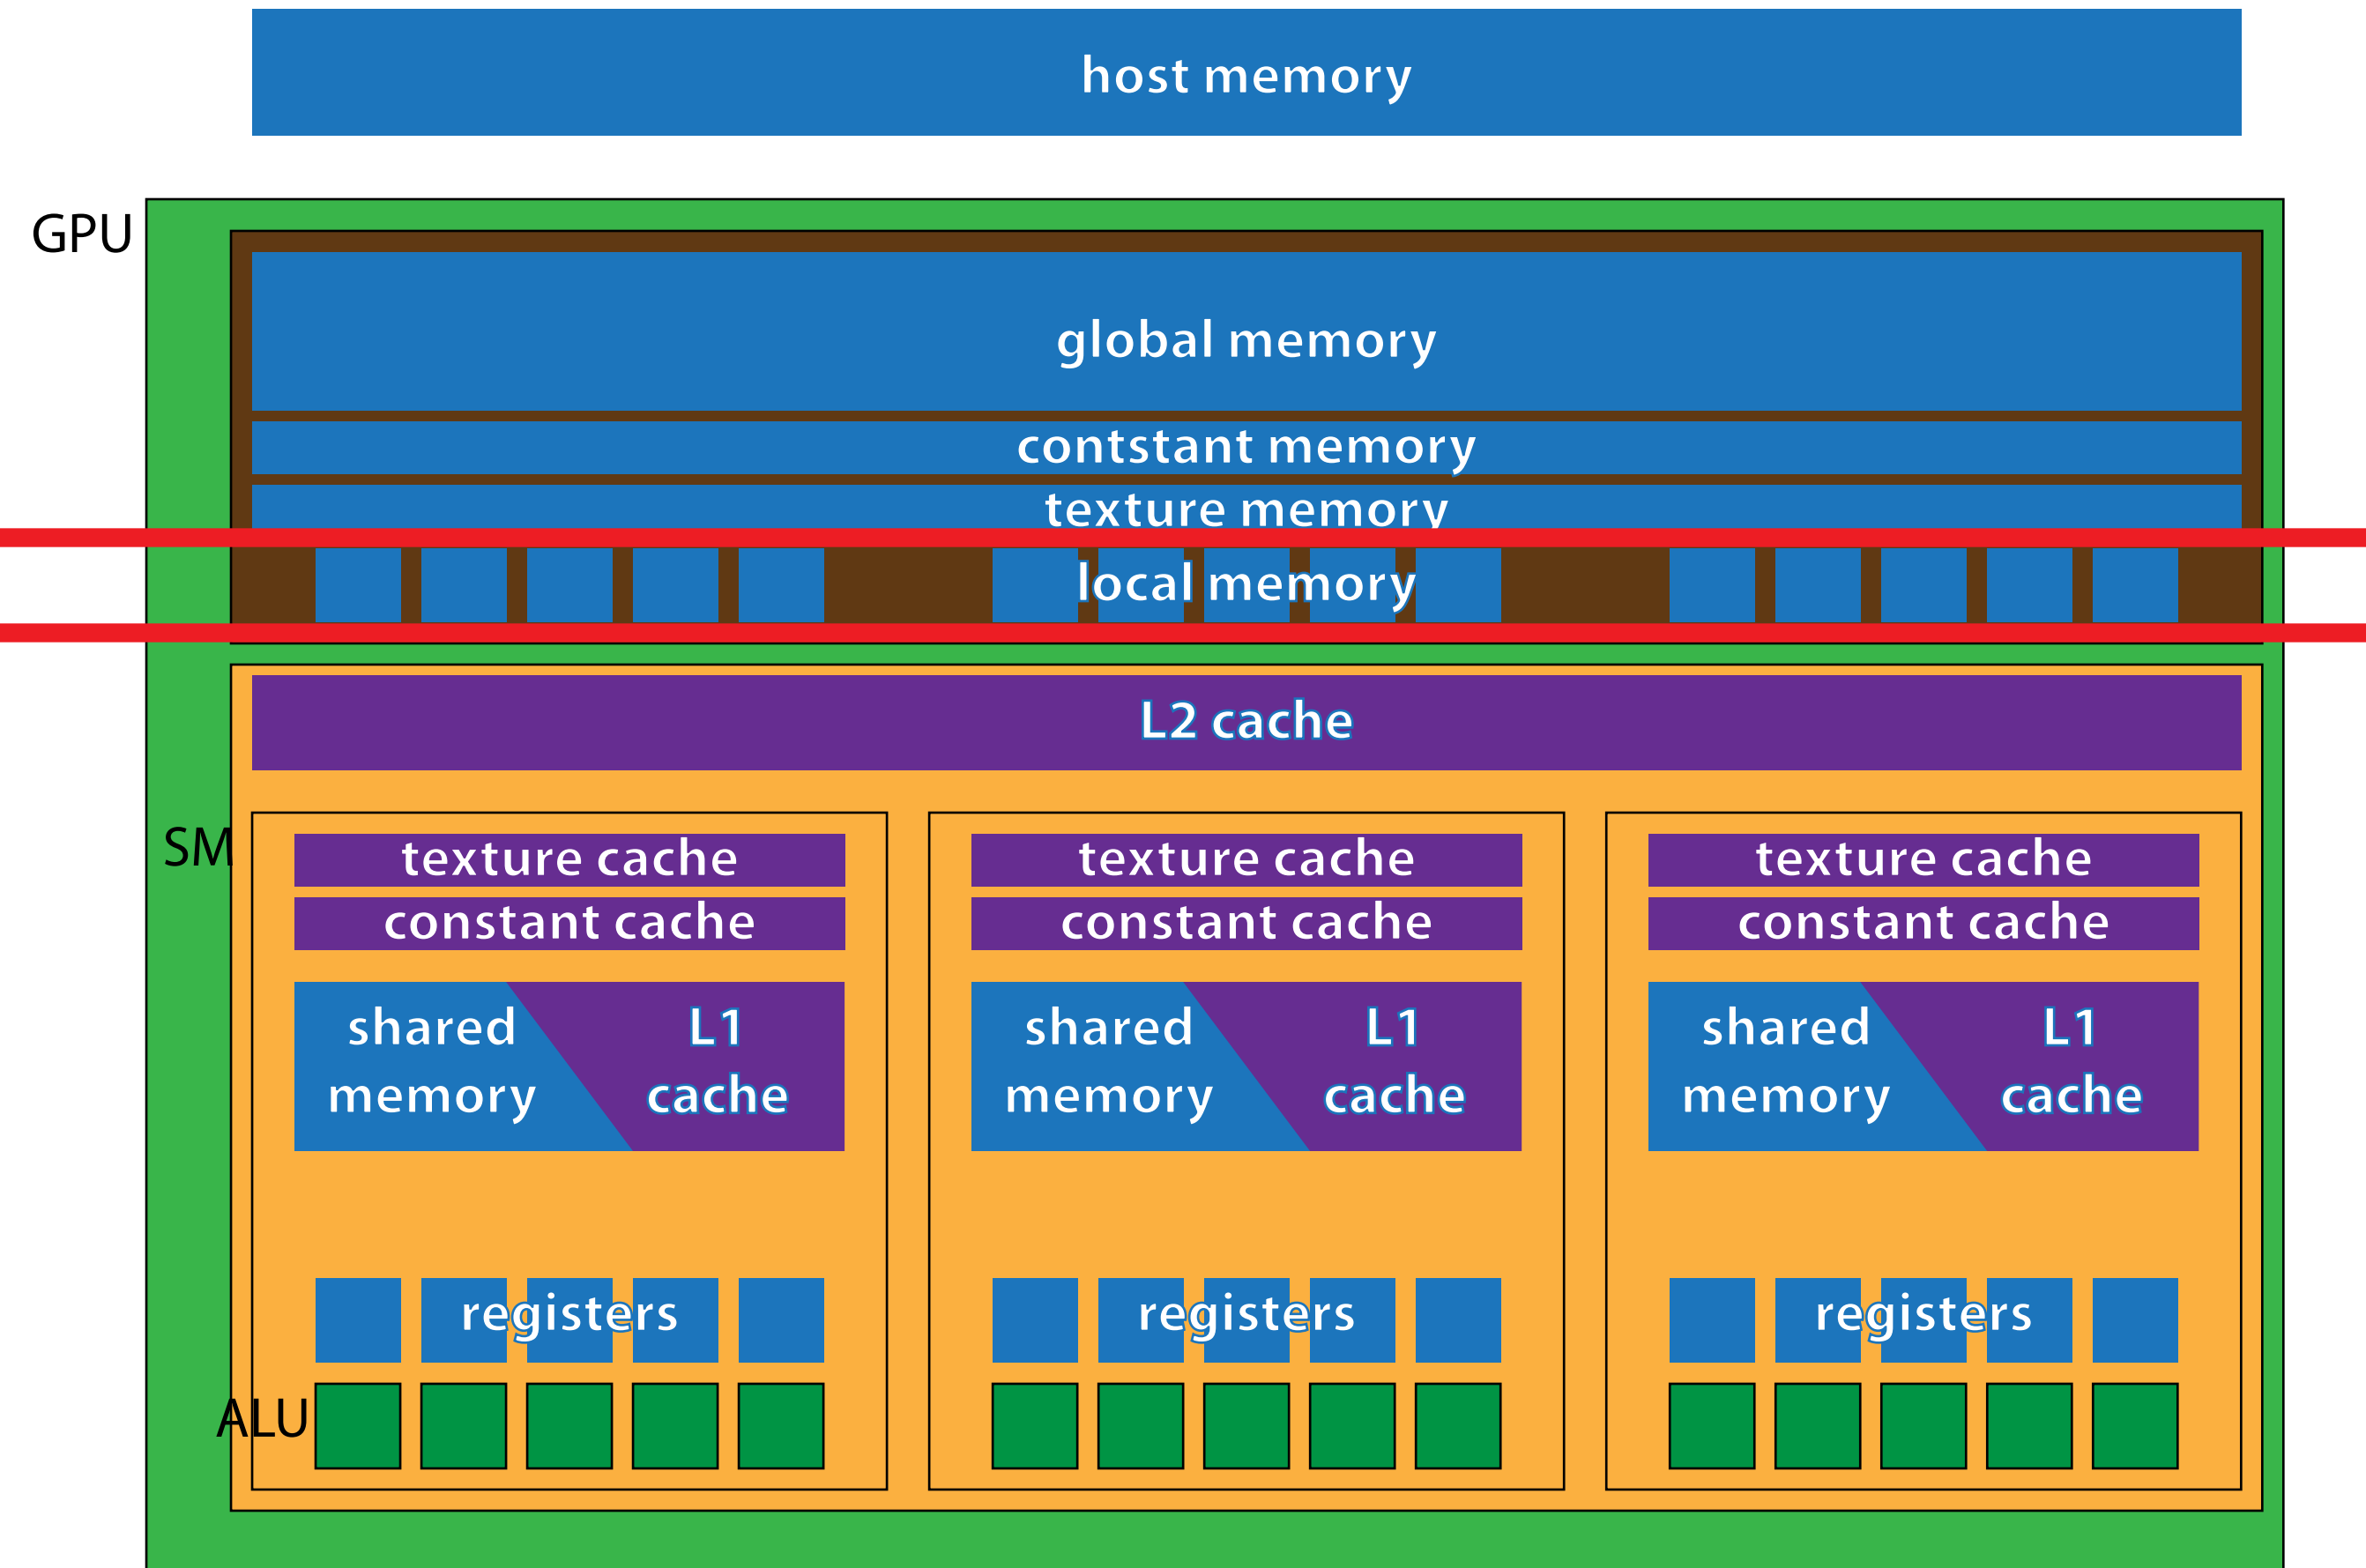 host memory
GPU
global memory
contstant memory
texture memory
local memory
L2 cache
SM
texture cache
texture cache
texture cache
constant cache
constant cache
constant cache
shared
memory
L1
cache
shared
memory
L1
cache
shared
memory
L1
cache
registers
registers
registers
ALU